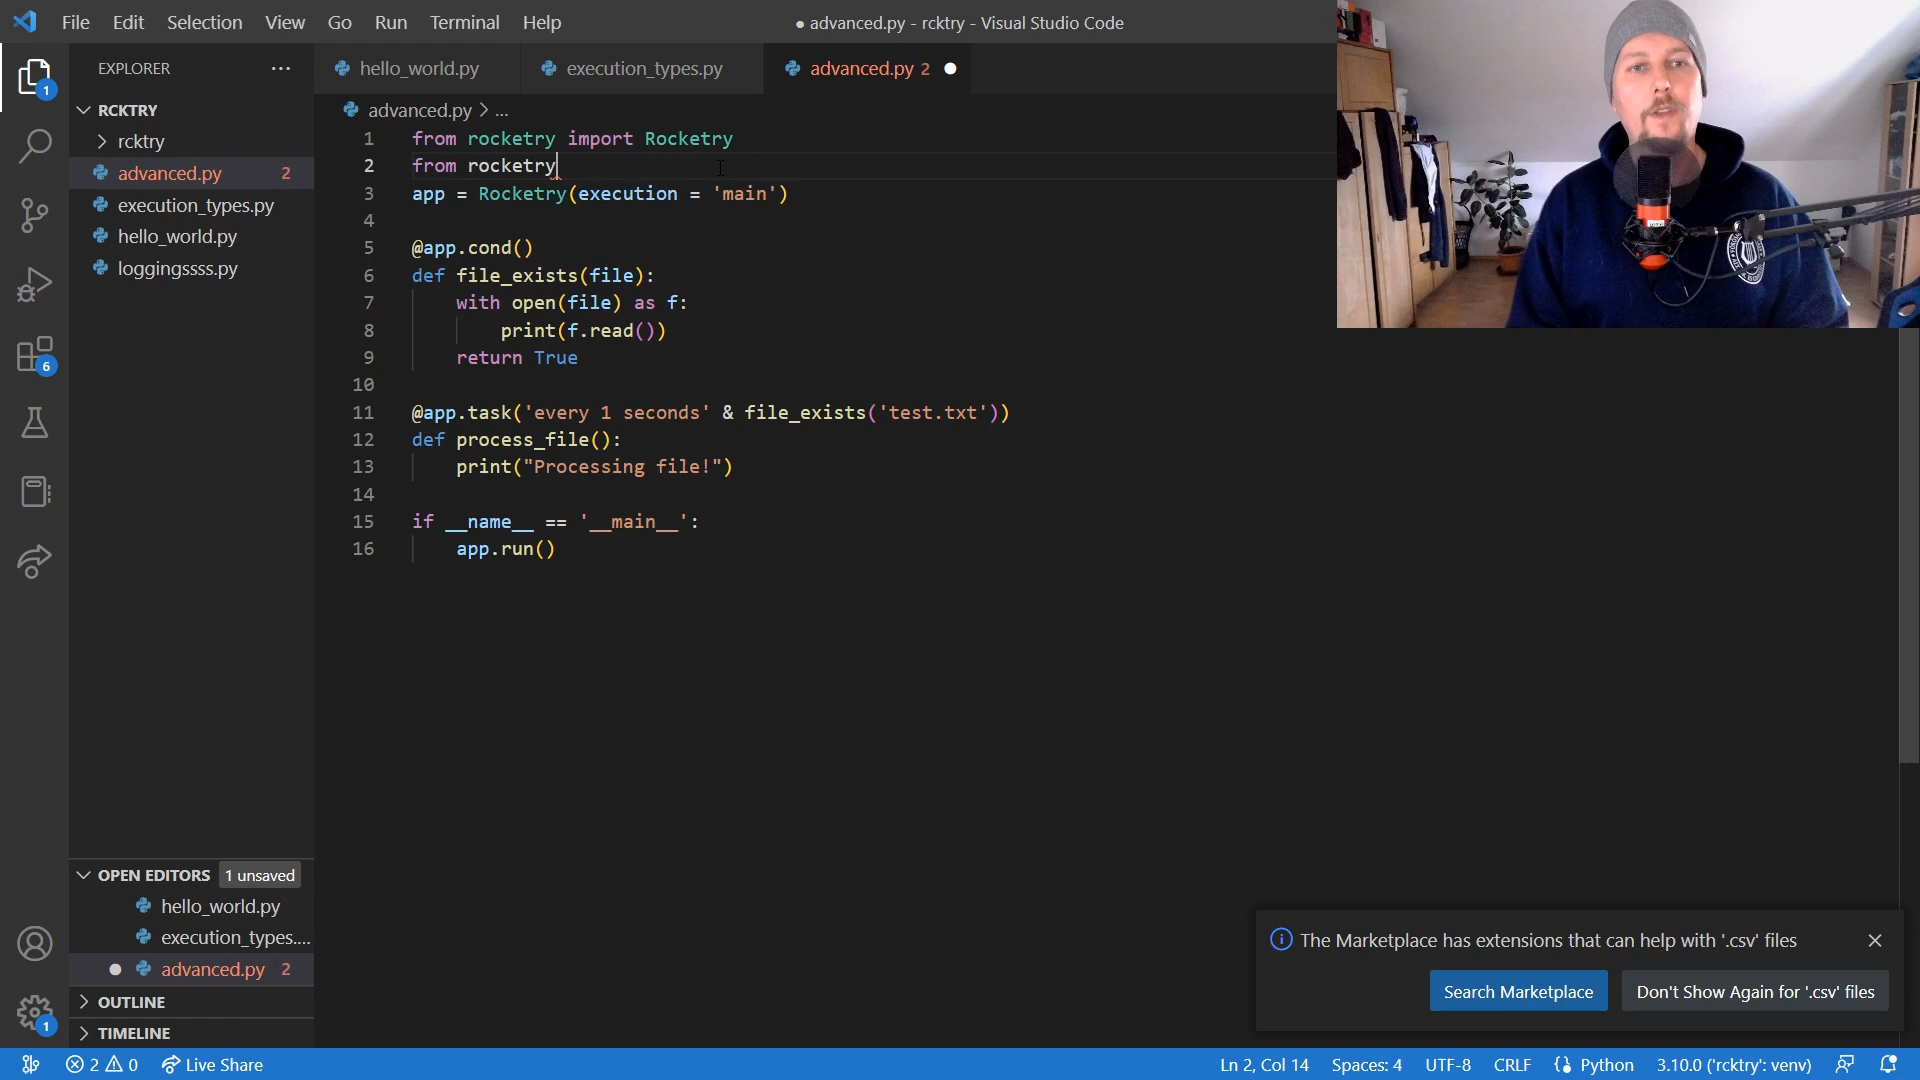 File Edit Selection View Go Run Terminal Help
● advanced.py - rcktry - Visual Studio Code
EXPLORER ...
1
RCKTRY
rcktry
advanced.py 2
execution_types.py
hello_world.py
loggingssss.py
6
hello_world.py execution_types.py advanced.py 2
advanced.py > ...
1 from rocketry import Rocketry
2 from rocketry
3 app = Rocketry(execution = 'main')
4
5 @app.cond()
6 def file_exists(file):
7 with open(file) as f:
8 print(f.read())
9 return True
10
11 @app.task('every 1 seconds' & file_exists('test.txt'))
12 def process_file():
13 print("Processing file!")
14
15 if __name__ == '__main__':
16 app.run()
OPEN EDITORS 1 unsaved
hello_world.py
execution_types....
advanced.py 2
OUTLINE
TIMELINE
1
The Marketplace has extensions that can help with '.csv' files
Search Marketplace Don't Show Again for '.csv' files
2 0 Live Share Ln 2, Col 14 Spaces: 4 UTF-8 CRLF Python 3.10.0 ('rcktry': venv)